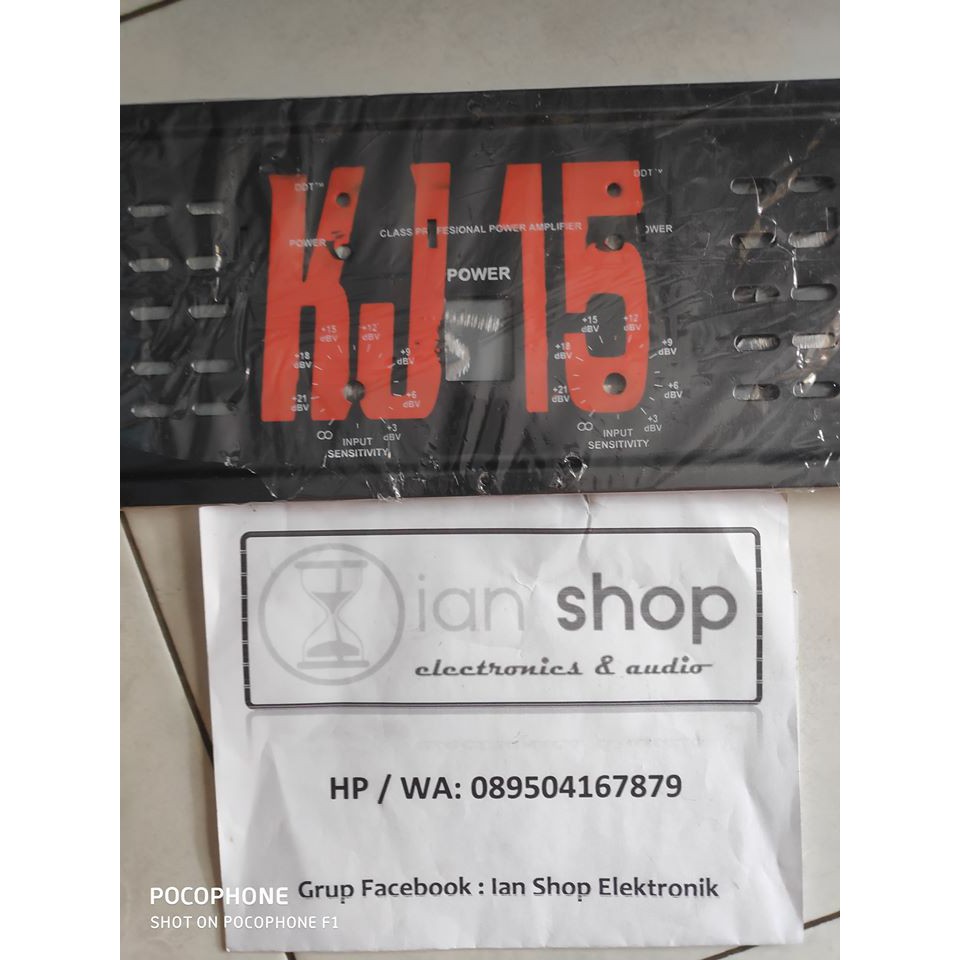 KJ 15
DDT™
DDT™
CLASS PROFESIONAL POWER AMPLIFIER
POWER
POWER
POWER
+15 dBV
+12 dBV
+18 dBV
+9 dBV
+21 dBV
+6 dBV
∞
+3 dBV
INPUT
SENSITIVITY
+15 dBV
+12 dBV
+18 dBV
+9 dBV
+21 dBV
+6 dBV
∞
+3 dBV
INPUT
SENSITIVITY
ian shop
electronics & audio
HP / WA: 089504167879
Grup Facebook : Ian Shop Elektronik
POCOPHONE
SHOT ON POCOPHONE F1